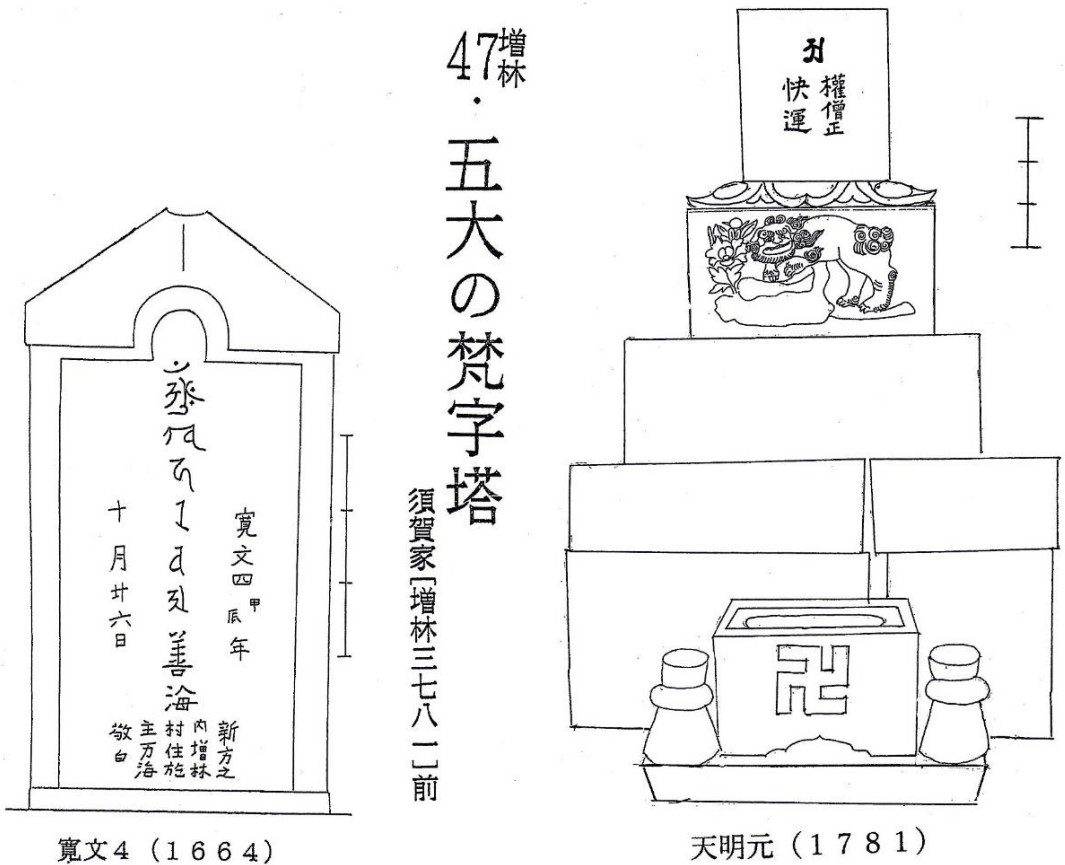 權僧正
快運
卍
天明元（１７８１）
増林
47・五大の梵字塔
須賀家［増林三七八一］前
寛文四甲辰年
善海
十月廿六日
新方之
内増林
村住施
主万海
敬白
寛文４（１６６４）